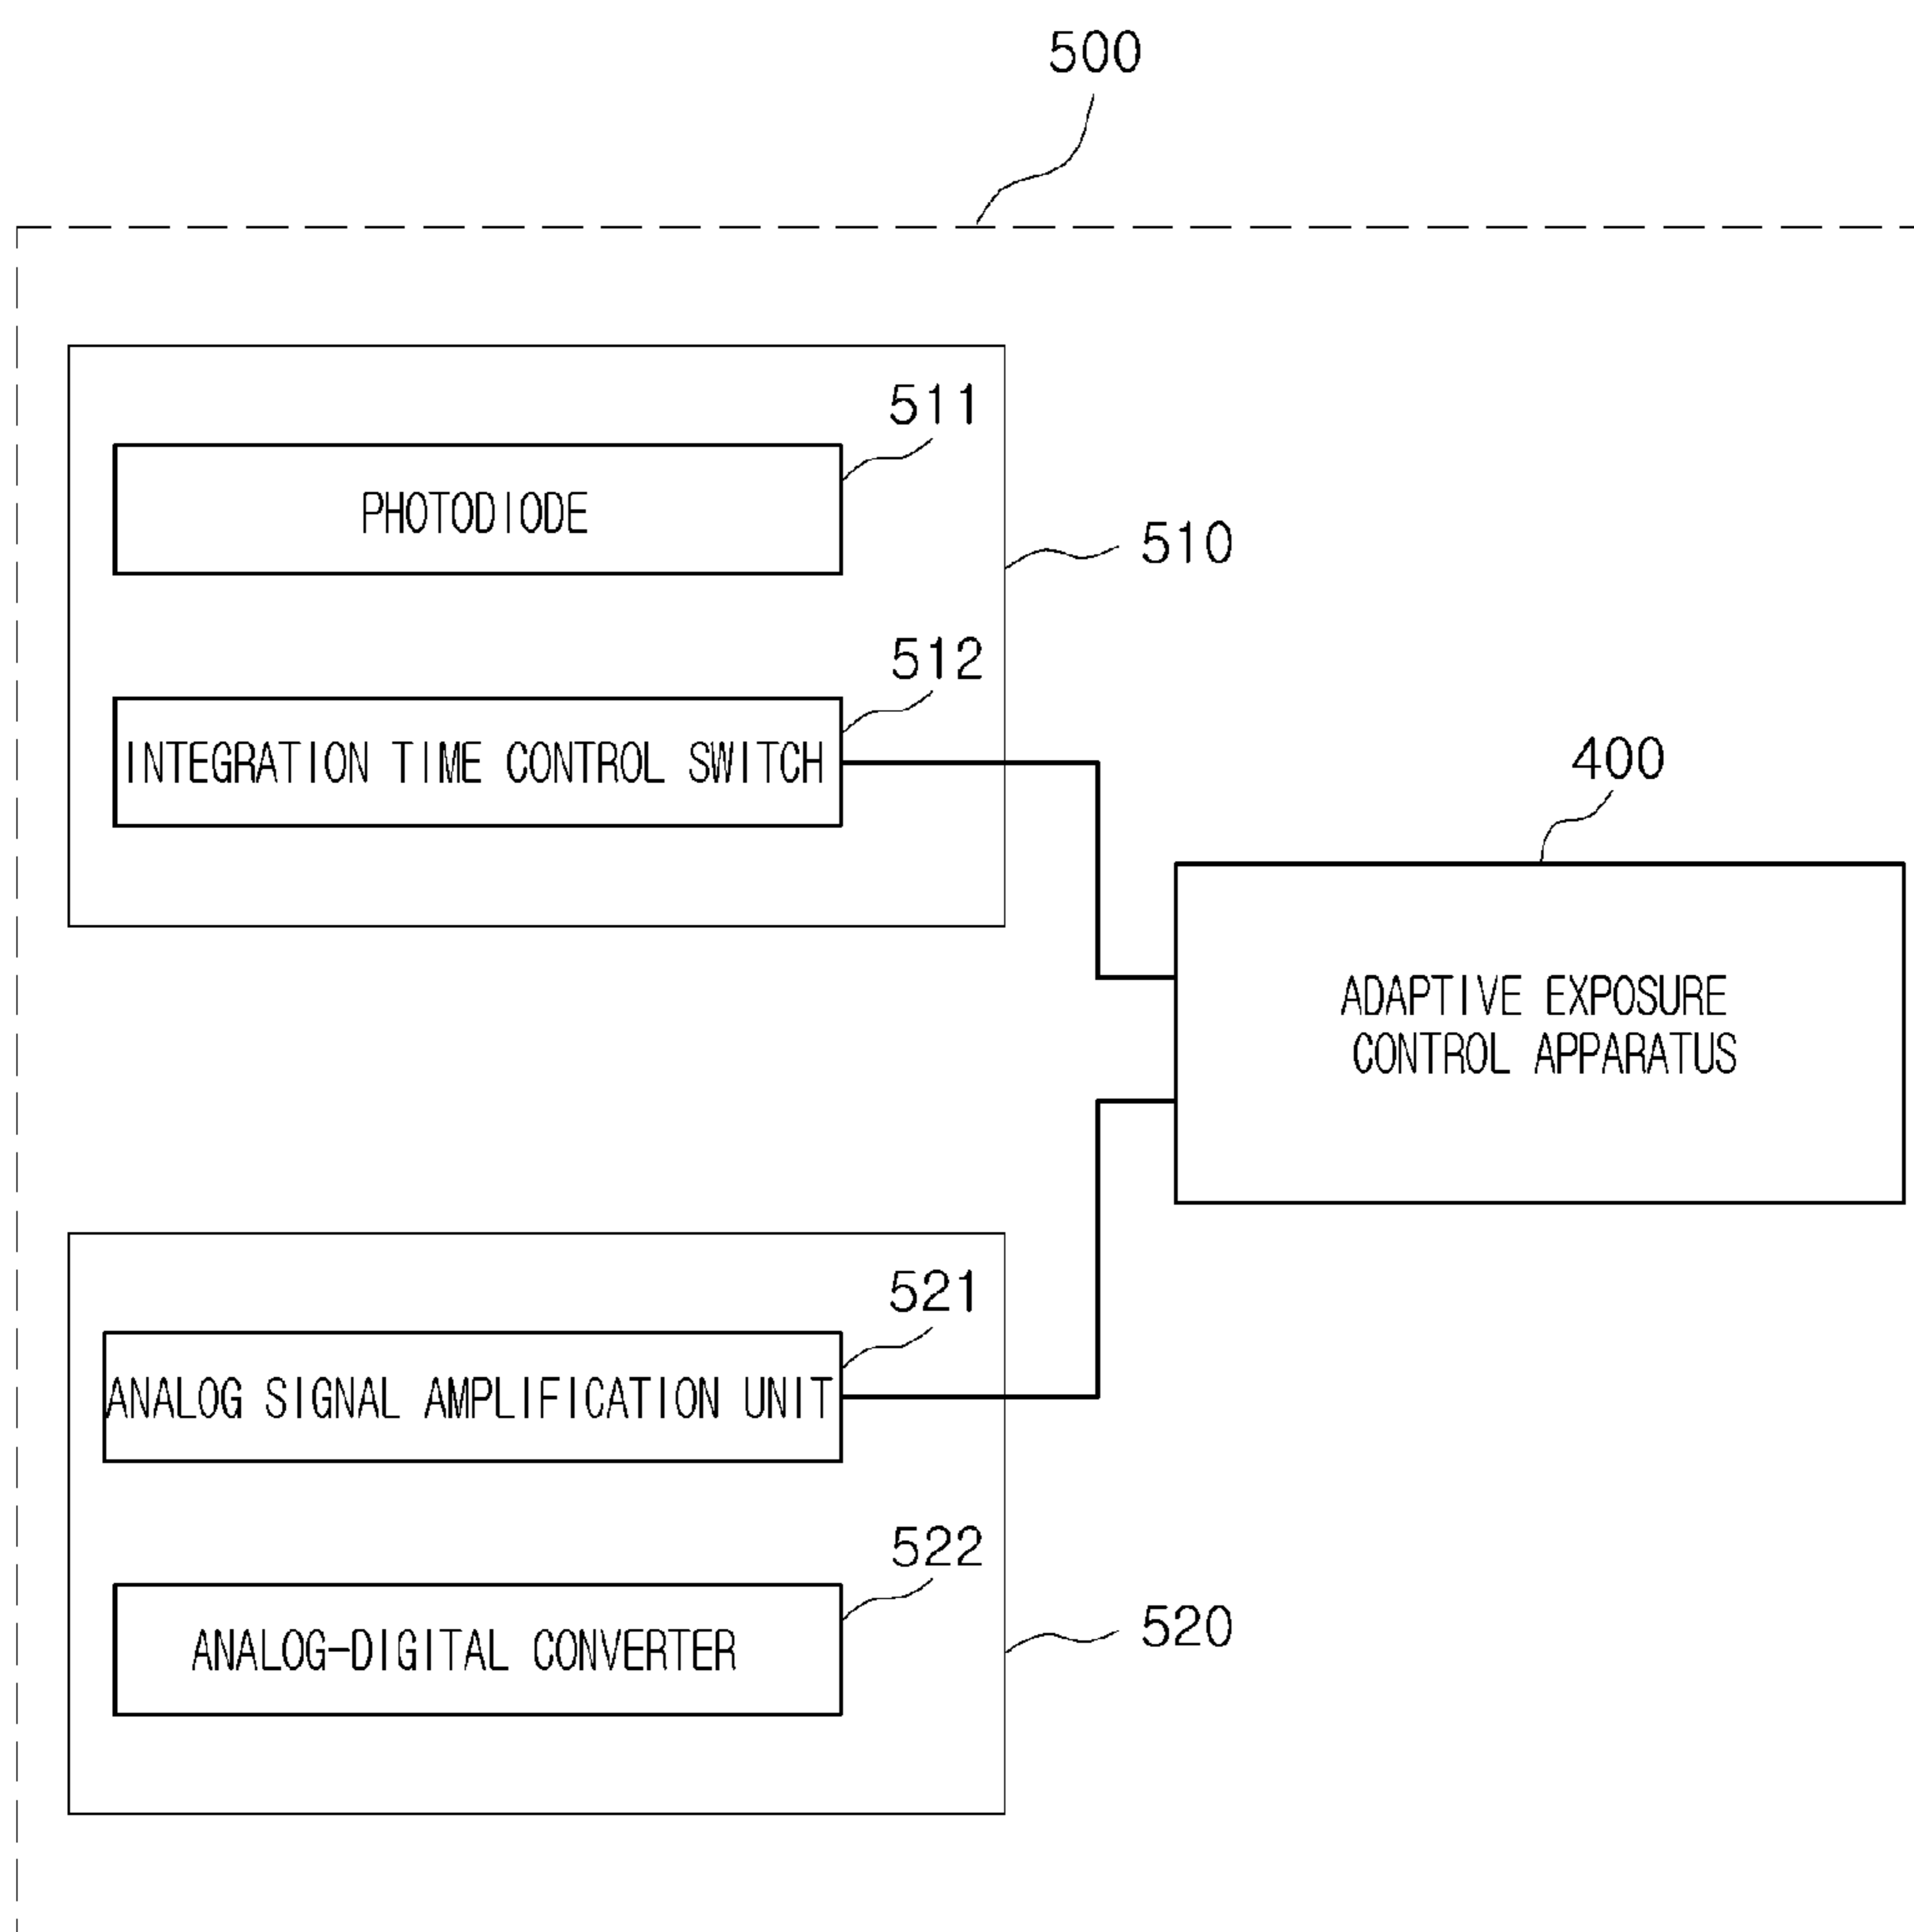 500
511
PHOTODIODE
510
512
INTEGRATION TIME CONTROL SWITCH
400
ADAPTIVE EXPOSURE
CONTROL APPARATUS
521
ANALOG SIGNAL AMPLIFICATION UNIT
522
ANALOG-DIGITAL CONVERTER
520